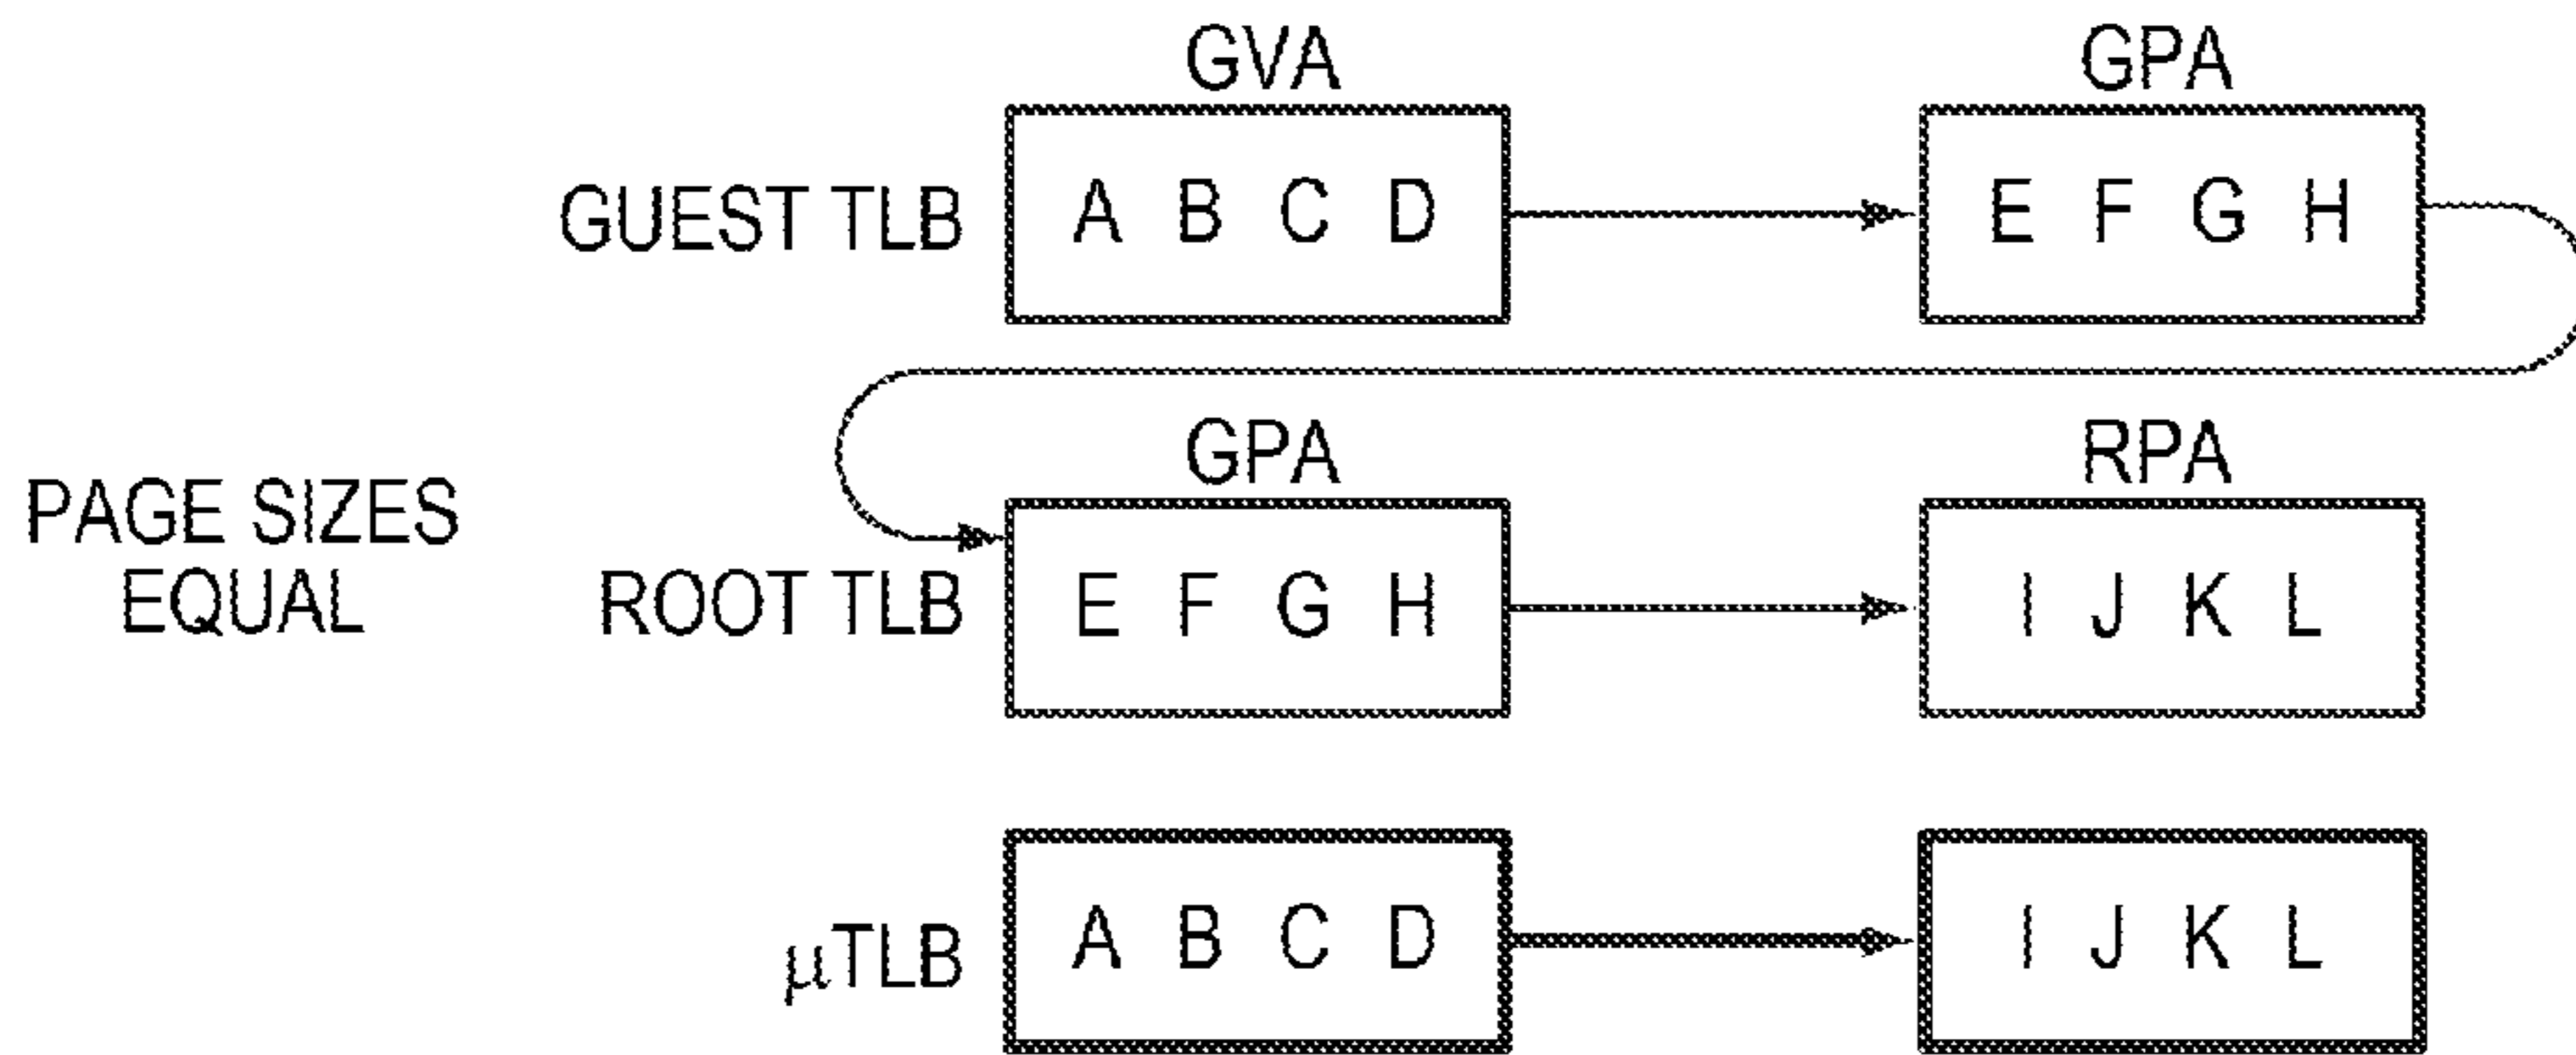 GVA GPA
GUEST TLB A B C D E F G H
GPA RPA
PAGE SIZES
EQUAL
ROOT TLB E F G H I J K L
μTLB A B C D I J K L